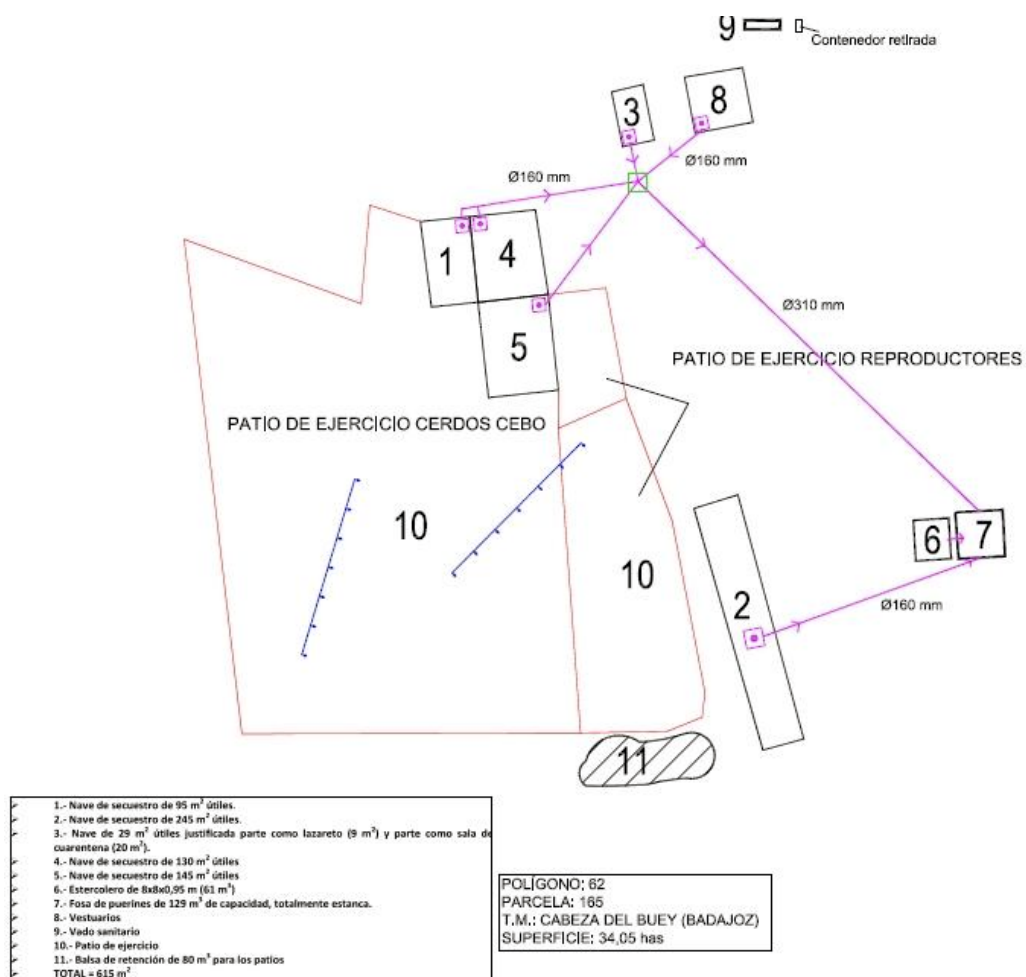 9
Contenedor retirada
3
8
Ø160 mm
Ø160 mm
1
4
Ø310 mm
5
PATIO DE EJERCICIO REPRODUCTORES
PATIO DE EJERCICIO CERDOS CEBO
10
6
7
10
2
Ø160 mm
11
1.- Nave de secuestro de 95 m² útiles.
2.- Nave de secuestro de 245 m² útiles.
3.- Nave de 29 m² útiles justificada parte como lazareto (9 m²) y parte como sala de
cuarentena (20 m²).
4.- Nave de secuestro de 130 m² útiles
5.- Nave de secuestro de 145 m² útiles
6.- Estercolero de 8x8x0,95 m (61 m³)
7.- Fosa de puerines de 129 m³ de capacidad, totalmente estanca.
8.- Vestuarios
9.- Vado sanitario
10.- Patio de ejercicio
11.- Balsa de retención de 80 m³ para los patios
TOTAL = 615 m²
POLÍGONO: 62
PARCELA: 165
T.M.: CABEZA DEL BUEY (BADAJOZ)
SUPERFICIE: 34,05 has